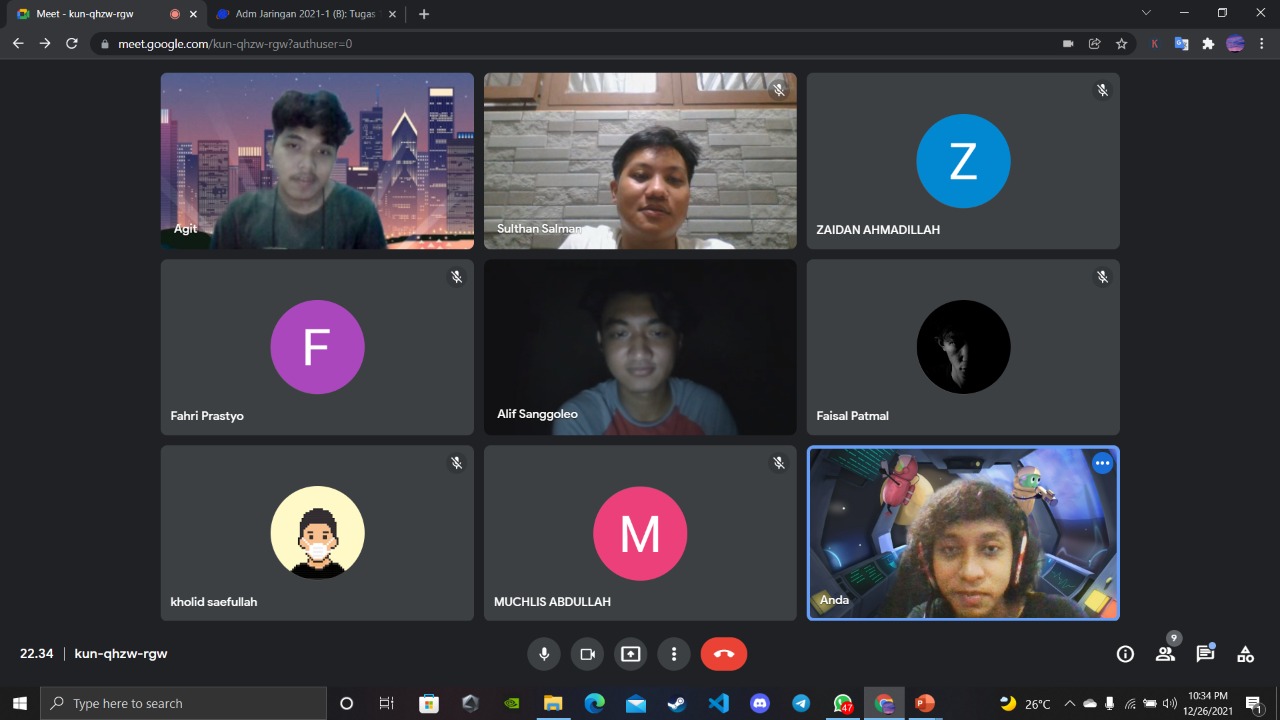 Meet - kun-qhzw-rgw
Adm Jaringan 2021-1 (B): Tugas
meet.google.com/kun-qhzw-rgw?authuser=0
K
Agit
Sulthan Salman
Z
ZAIDAN AHMADILLAH
F
Fahri Prastyo
Alif Sanggoleo
Faisal Patmal
kholid saefullah
M
MUCHLIS ABDULLAH
Anda
22.34 | kun-qhzw-rgw
9
Type here to search
47
26°C
10:34 PM
12/26/2021
1